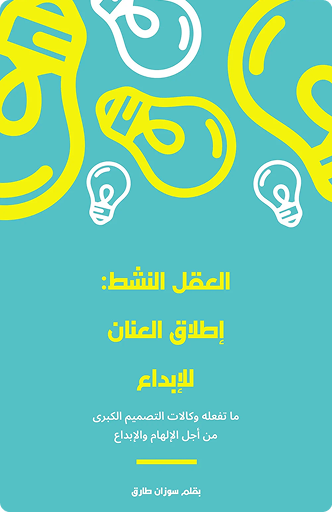 العقل النشط:
إطلاق العنان
للإبداع
ما تفعله وكالات التصميم الكبرى
من أجل الإلهام والإبداع
بقلم سوزان طارق